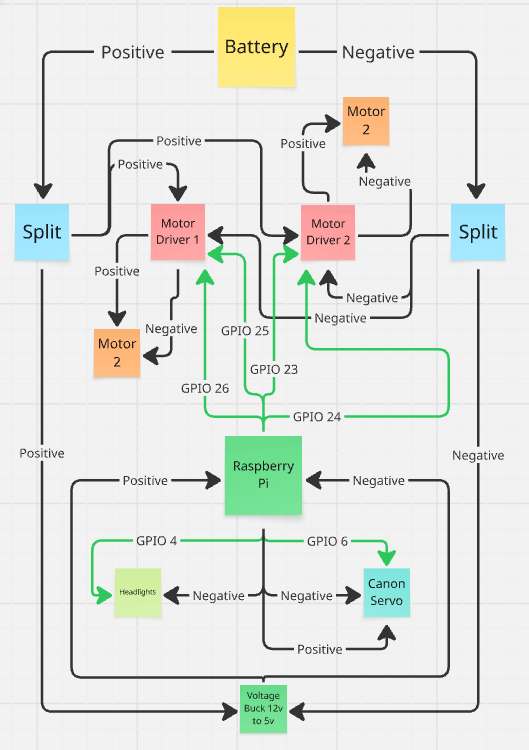 Battery
Positive
Negative
Motor
2
Positive
Positive
Positive
Negative
Split
Motor
Driver 1
Motor
Driver 2
Split
Positive
Negative
Negative
Negative
GPIO 25
Motor
2
GPIO 23
GPIO 26
GPIO 24
Positive
Negative
Raspberry
Pi
Positive
Negative
GPIO 4
GPIO 6
Headlights
Negative
Negative
Canon
Servo
Positive
Voltage
Buck 12v
to 5v